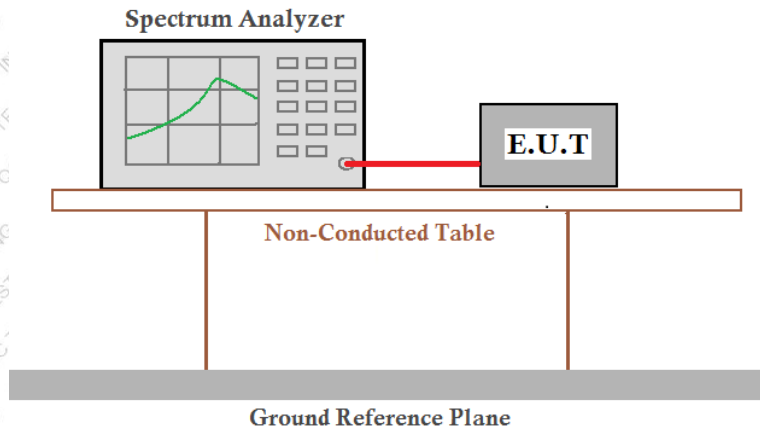 Spectrum Analyzer
E.U.T
Non-Conducted Table
Ground Reference Plane